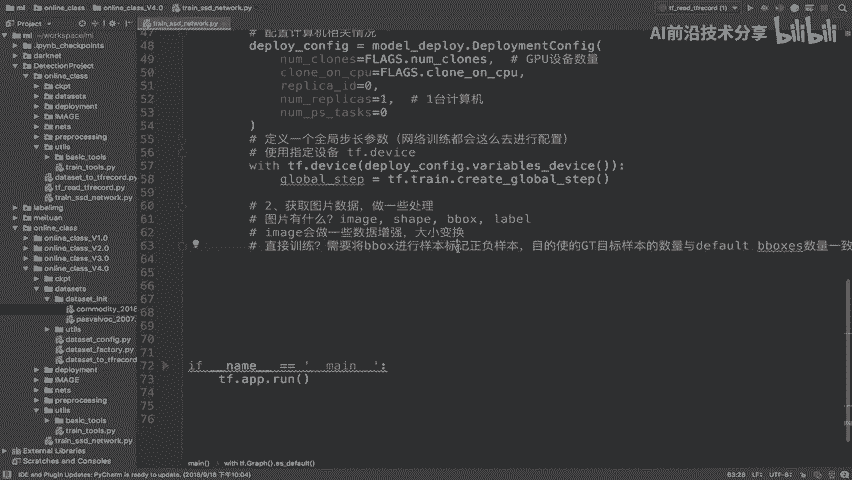 ml
online_class
online_class_V4.0
train_ssd_network.py
tf_read_tfrecord (1)
Project
train_ssd_network.py
AI前沿技术分享 bilibili
ml ~/workspace/ml
.ipynb_checkpoints
darknet
DetectionProject
online_class
ckpt
datasets
deployment
IMAGE
nets
preprocessing
utils
basic_tools
train_tools.py
dataset_to_tfrecord.py
tf_read_tfrecord.py
train_ssd_network.py
labelImg
meituan
online_class
online_class_V1.0
online_class_V2.0
online_class_V3.0
online_class_V4.0
ckpt
datasets
dataset_init
commodity_2018
pascalvoc_2007.
utils
dataset_config.py
dataset_factory.py
dataset_to_tfrecord
deployment
IMAGE
nets
preprocessing
utils
basic_tools
train_tools.py
train_ssd_network.py
External Libraries
Scratches and Consoles
47 # 配置计算机相关情况
48 deploy_config = model_deploy.DeploymentConfig(
49 num_clones=FLAGS.num_clones, # GPU设备数量
50 clone_on_cpu=FLAGS.clone_on_cpu,
51 replica_id=0,
52 num_replicas=1, # 1台计算机
53 num_ps_tasks=0
54 )
55 # 定义一个全局步长参数（网络训练都会这么去进行配置）
56 # 使用指定设备 tf.device
57 with tf.device(deploy_config.variables_device()):
58 global_step = tf.train.create_global_step()
59
60 # 2、获取图片数据，做一些处理
61 # 图片有什么？image, shape, bbox, label
62 # image会做一些数据增强，大小变换
63 # 直接训练？需要将bbox进行样本标记正负样本，目的使的GT目标样本的数量与default bboxes数量一致
64
65
66
67
68
69
70
71
72 if __name__ == '__main__':
73 tf.app.run()
74
75
76
main()
with tf.Graph().as_default()
IDE and Plugin Updates: PyCharm is ready to update. (2018/9/18 下午10:04)
63:28
LF:
UTF-8: